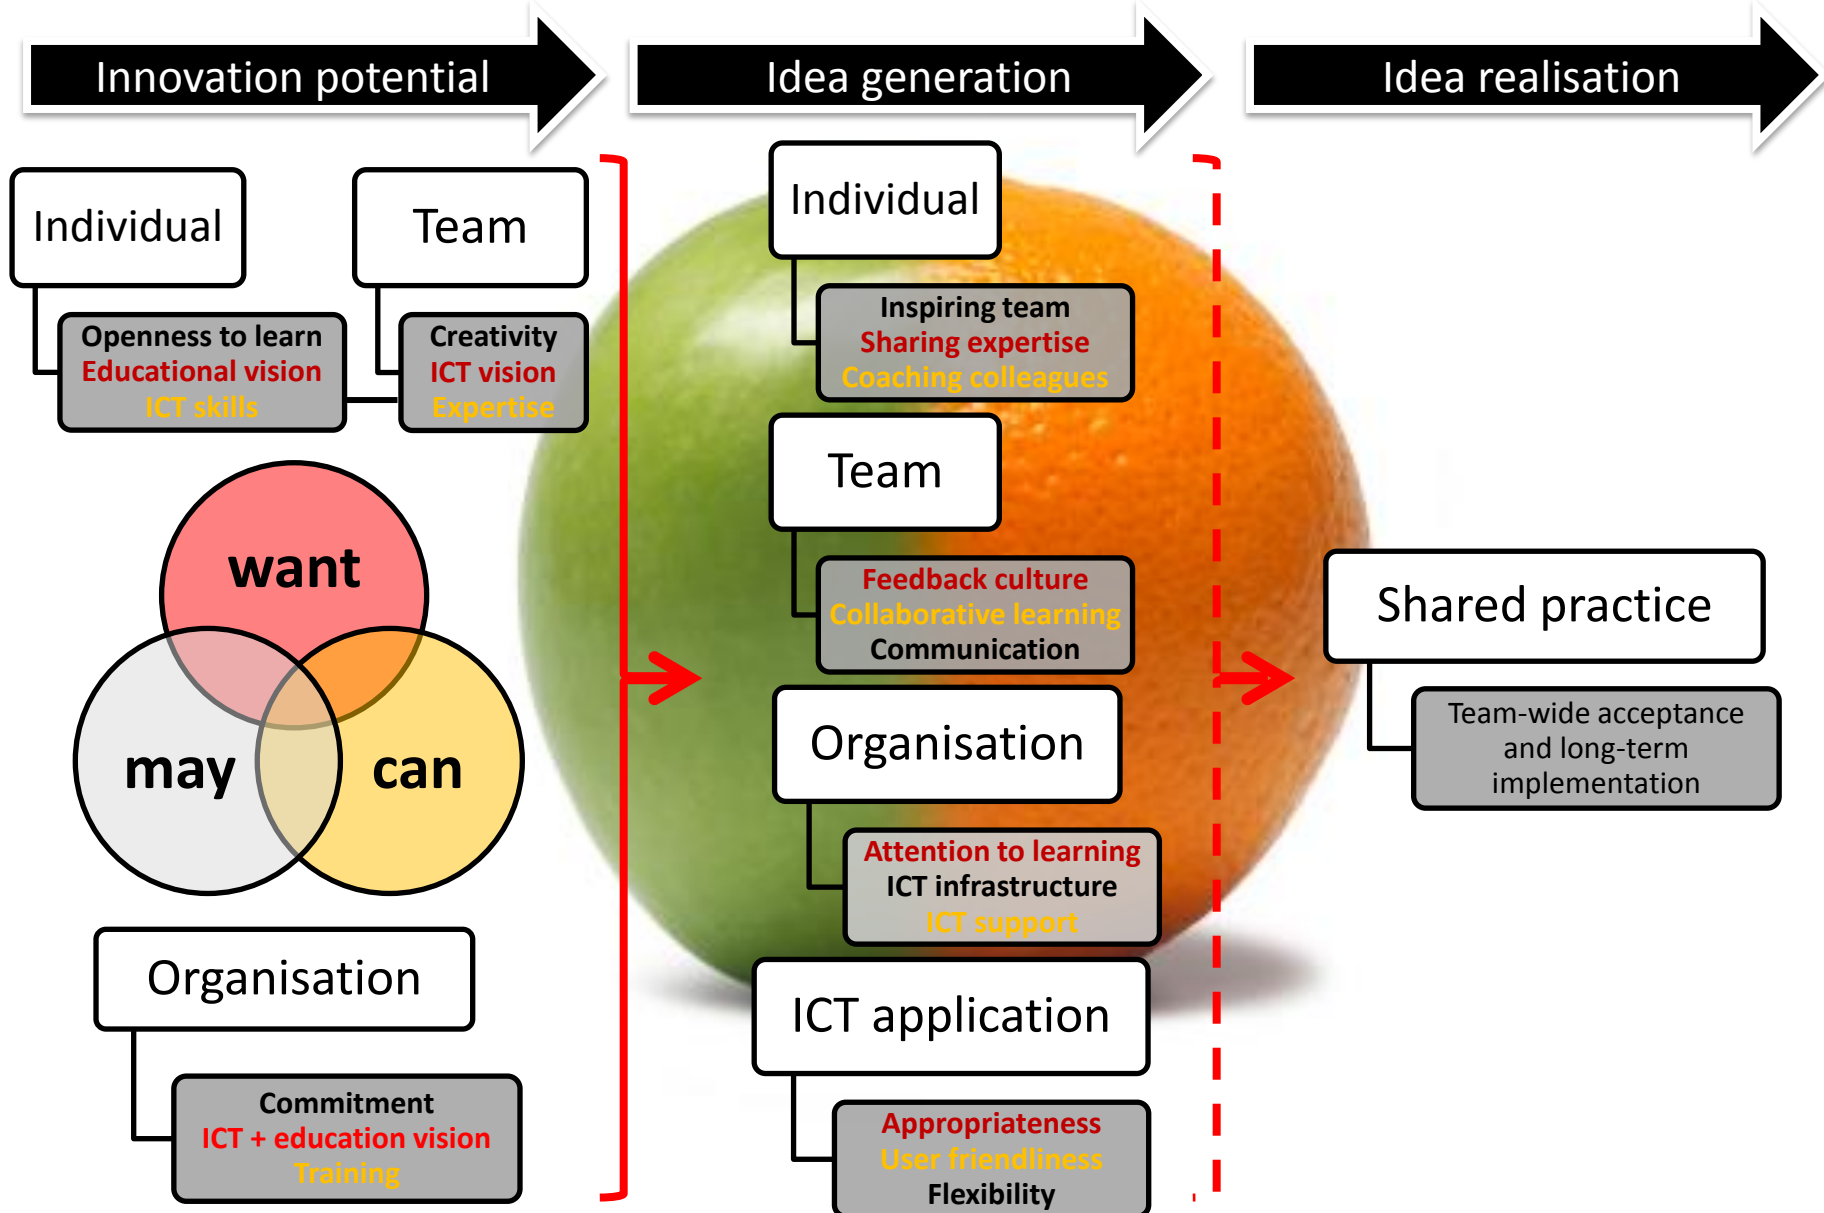 Innovation potential
Idea generation
Idea realisation
Individual
Openness to learn
Educational vision
ICT skills
Team
Creativity
ICT vision
Expertise
want
may
can
Organisation
Commitment
ICT + education vision
Training
Individual
Inspiring team
Sharing expertise
Coaching colleagues
Team
Feedback culture
Collaborative learning
Communication
Organisation
Attention to learning
ICT infrastructure
ICT support
ICT application
Appropriateness
User friendliness
Flexibility
Shared practice
Team-wide acceptance
and long-term
implementation